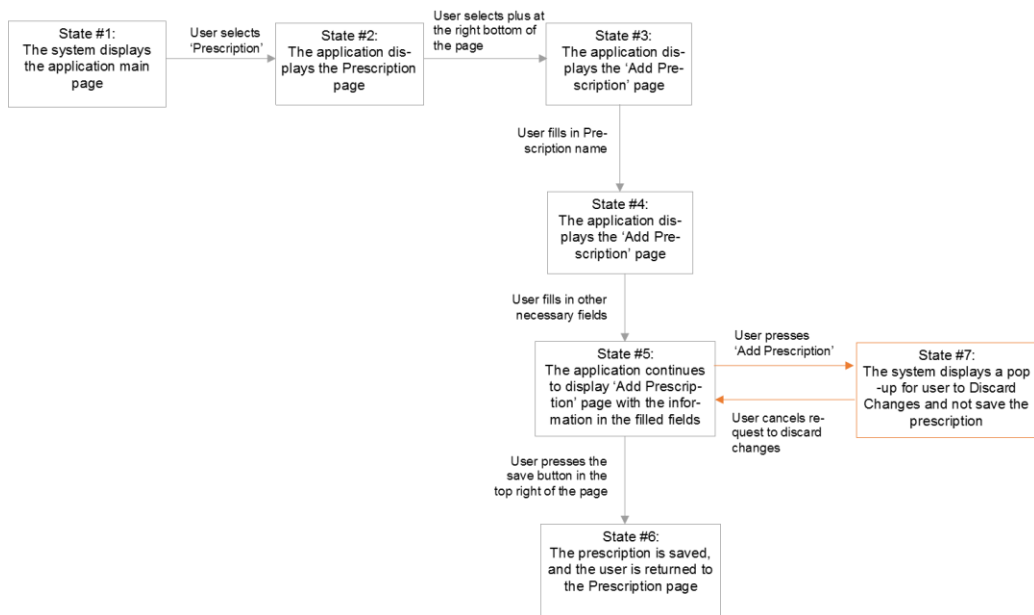 State #1:
The system displays
the application main
page
User selects
‘Prescription’
State #2:
The application dis-
plays the Prescription
page
User selects plus at
the right bottom of
the page
State #3:
The application dis-
plays the ‘Add Pre-
scription’ page
User fills in Pre-
scription name
State #4:
The application dis-
plays the ‘Add Pre-
scription’ page
User fills in other
necessary fields
State #5:
The application continues
to display ‘Add Prescrip-
tion’ page with the infor-
mation in the filled fields
User presses
‘Add Prescription’
State #7:
The system displays a pop
-up for user to Discard
Changes and not save the
prescription
User cancels re-
quest to discard
changes
User presses the
save button in the
top right of the page
State #6:
The prescription is saved,
and the user is returned to
the Prescription page